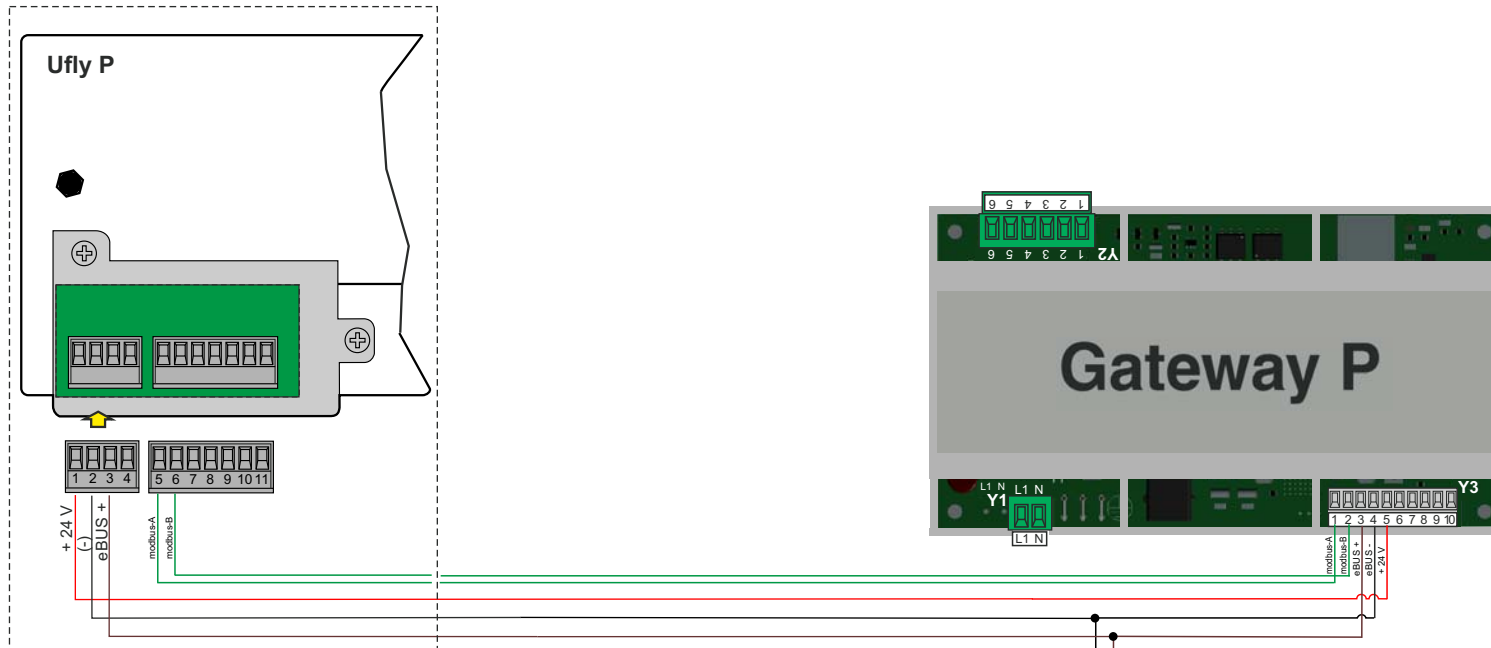 Ufly P
1 2 3 4
5 6 7 8 9 10 11
+ 24 V
(-)
eBUS +
modbus-A
modbus-B
6 5 4 3 2 1
6 5 4 3 2 1 Y2
Gateway P
L1 N
L1 N
Y1
L1 N
Y3
1 2 3 4 5 6 7 8 9 10
modbus-A
modbus-B
eBUS +
eBUS -
+ 24 V